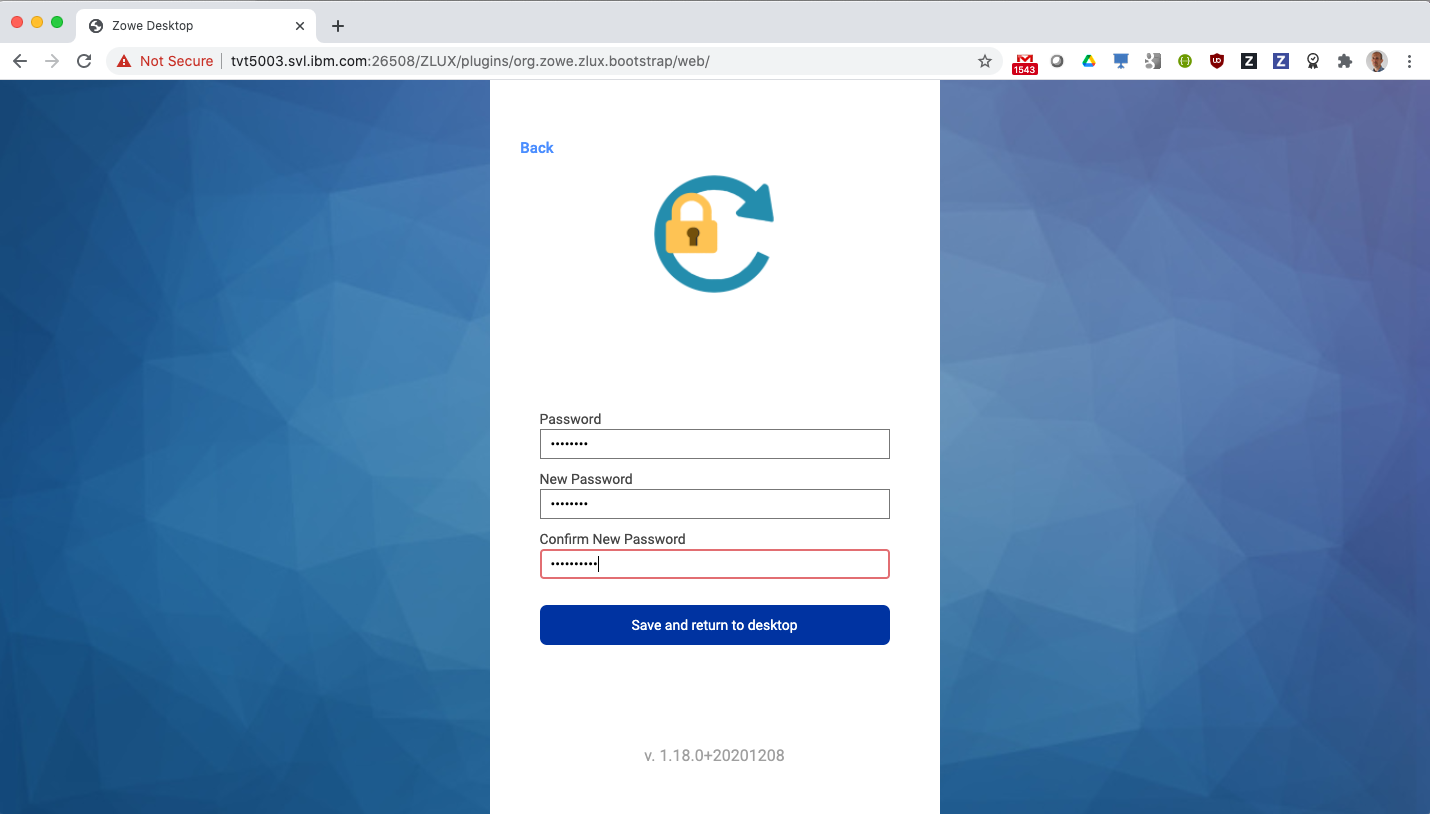 Zowe Desktop
Not Secure tvt5003.svl.ibm.com:26508/ZLUX/plugins/org.zowe.zlux.bootstrap/web/
1543
UD
Z
Z
Back
Password
••••••••
New Password
••••••••
Confirm New Password
••••••••••
Save and return to desktop
v. 1.18.0+20201208